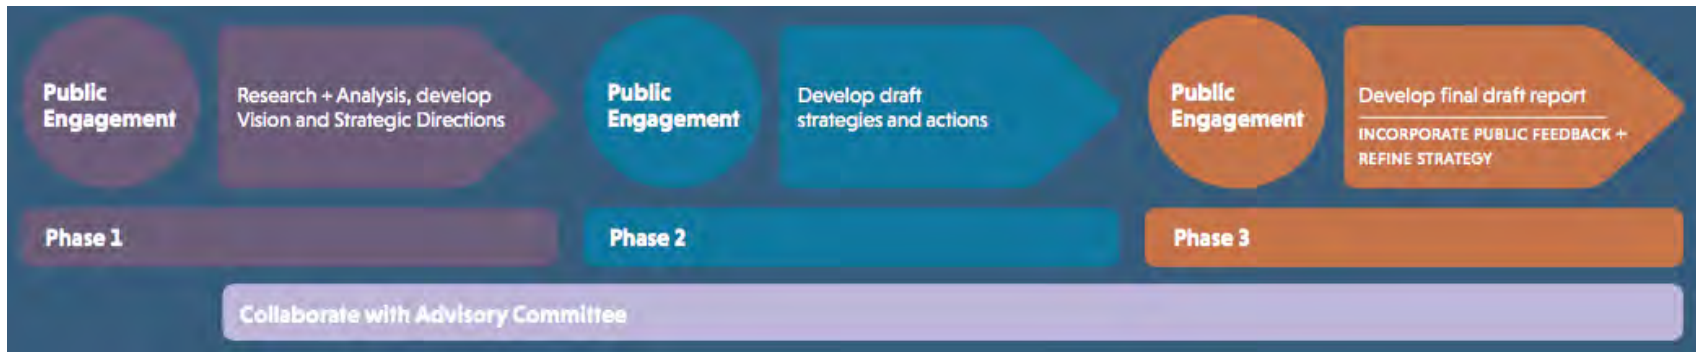 Public
Engagement
Research + Analysis, develop
Vision and Strategic Directions
Public
Engagement
Develop draft
strategies and actions
Public
Engagement
Develop final draft report
INCORPORATE PUBLIC FEEDBACK +
REFINE STRATEGY
Phase 1
Phase 2
Phase 3
Collaborate with Advisory Committee